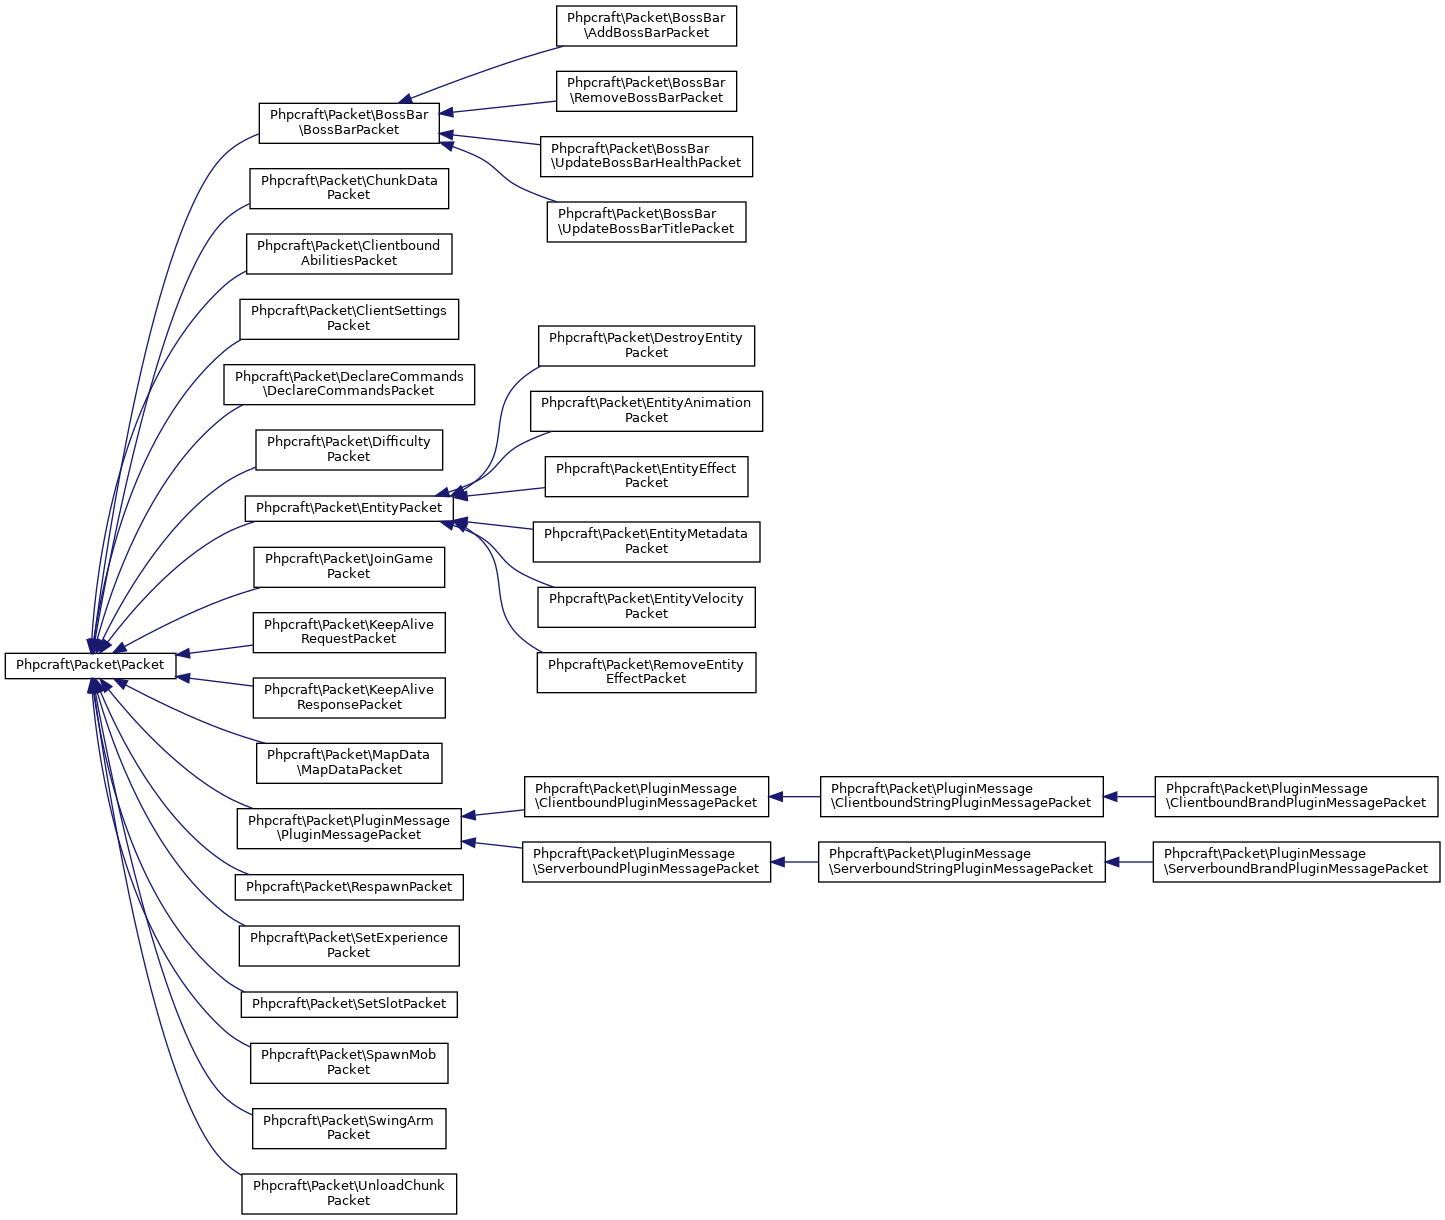 Phpcraft\Packet\Packet
Phpcraft\Packet\BossBar
\BossBarPacket
Phpcraft\Packet\ChunkData
Packet
Phpcraft\Packet\Clientbound
AbilitiesPacket
Phpcraft\Packet\ClientSettings
Packet
Phpcraft\Packet\DeclareCommands
\DeclareCommandsPacket
Phpcraft\Packet\Difficulty
Packet
Phpcraft\Packet\EntityPacket
Phpcraft\Packet\JoinGame
Packet
Phpcraft\Packet\KeepAlive
RequestPacket
Phpcraft\Packet\KeepAlive
ResponsePacket
Phpcraft\Packet\MapData
\MapDataPacket
Phpcraft\Packet\PluginMessage
\PluginMessagePacket
Phpcraft\Packet\RespawnPacket
Phpcraft\Packet\SetExperience
Packet
Phpcraft\Packet\SetSlotPacket
Phpcraft\Packet\SpawnMob
Packet
Phpcraft\Packet\SwingArm
Packet
Phpcraft\Packet\UnloadChunk
Packet
Phpcraft\Packet\BossBar
\AddBossBarPacket
Phpcraft\Packet\BossBar
\RemoveBossBarPacket
Phpcraft\Packet\BossBar
\UpdateBossBarHealthPacket
Phpcraft\Packet\BossBar
\UpdateBossBarTitlePacket
Phpcraft\Packet\DestroyEntity
Packet
Phpcraft\Packet\EntityAnimation
Packet
Phpcraft\Packet\EntityEffect
Packet
Phpcraft\Packet\EntityMetadata
Packet
Phpcraft\Packet\EntityVelocity
Packet
Phpcraft\Packet\RemoveEntity
EffectPacket
Phpcraft\Packet\PluginMessage
\ClientboundPluginMessagePacket
Phpcraft\Packet\PluginMessage
\ClientboundStringPluginMessagePacket
Phpcraft\Packet\PluginMessage
\ClientboundBrandPluginMessagePacket
Phpcraft\Packet\PluginMessage
\ServerboundPluginMessagePacket
Phpcraft\Packet\PluginMessage
\ServerboundStringPluginMessagePacket
Phpcraft\Packet\PluginMessage
\ServerboundBrandPluginMessagePacket